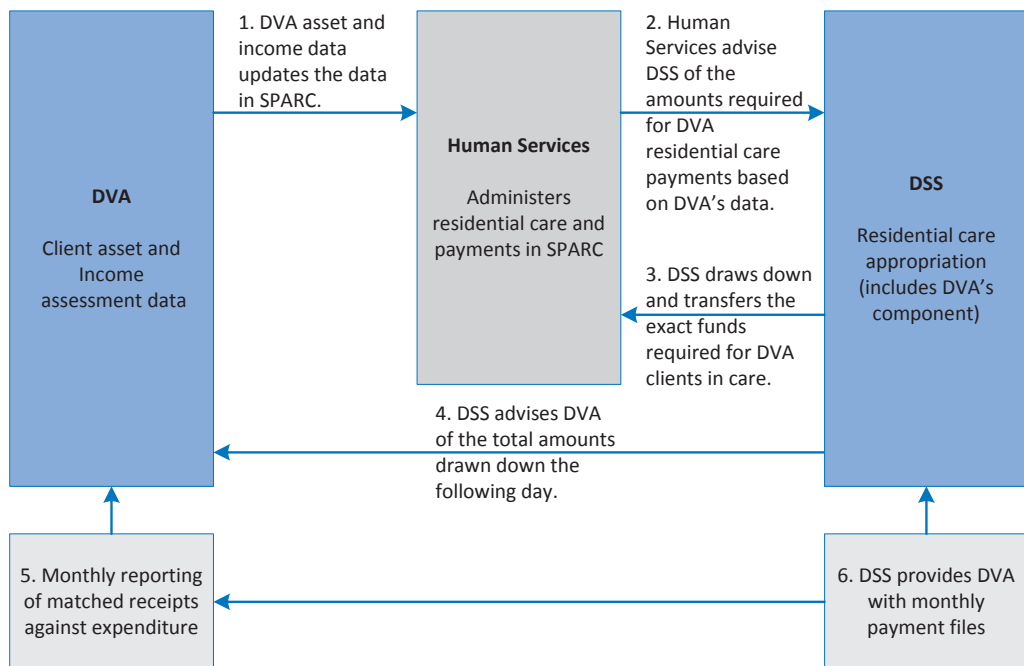 DVA
Client asset and
Income
assessment data
1. DVA asset and
income data
updates the data
in SPARC.
Human Services
Administers
residential care and
payments in SPARC
2. Human
Services advise
DSS of the
amounts required
for DVA
residential care
payments based
on DVA’s data.
3. DSS draws down
and transfers the
exact funds
required for DVA
clients in care.
DSS
Residential care
appropriation
(includes DVA’s
component)
4. DSS advises DVA
of the total amounts
drawn down the
following day.
5. Monthly reporting
of matched receipts
against expenditure
6. DSS provides DVA
with monthly
payment files